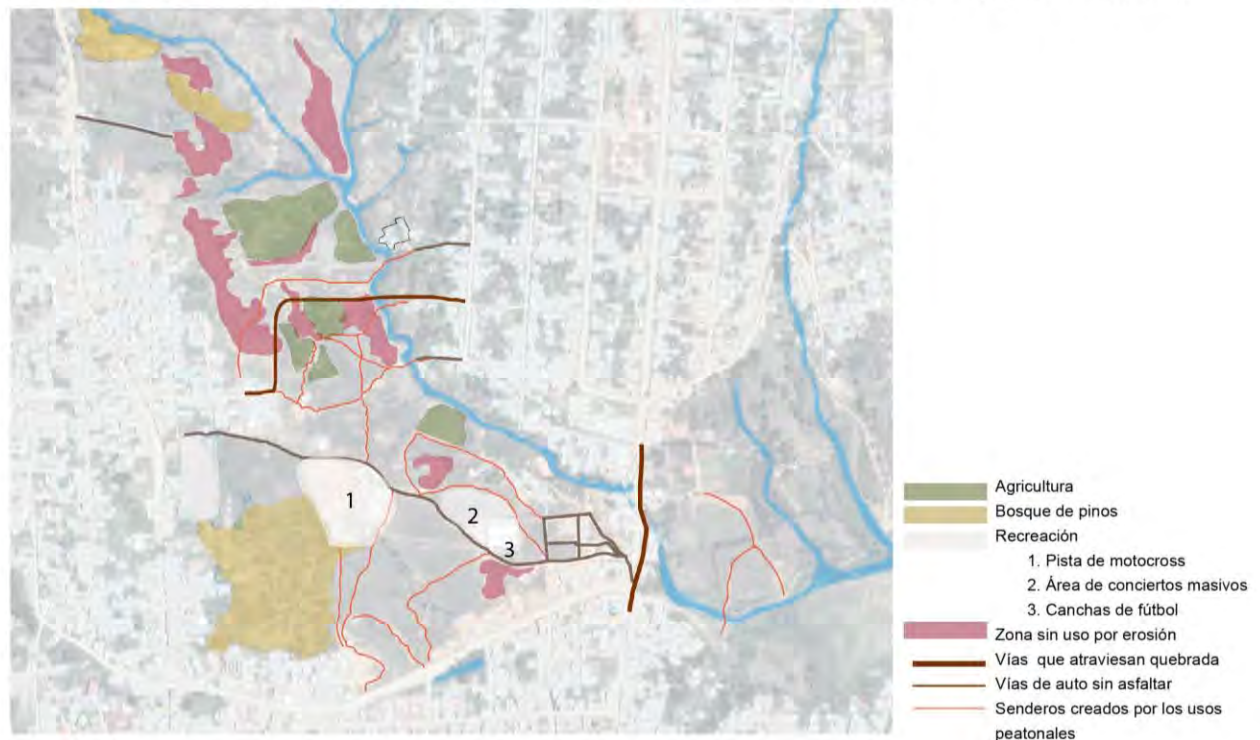 1
2
3
Agricultura
Bosque de pinos
Recreación
1. Pista de motocross
2. Área de conciertos masivos
3. Canchas de fútbol
Zona sin uso por erosión
Vías que atraviesan quebrada
Vías de auto sin asfaltar
Senderos creados por los usos
peatonales